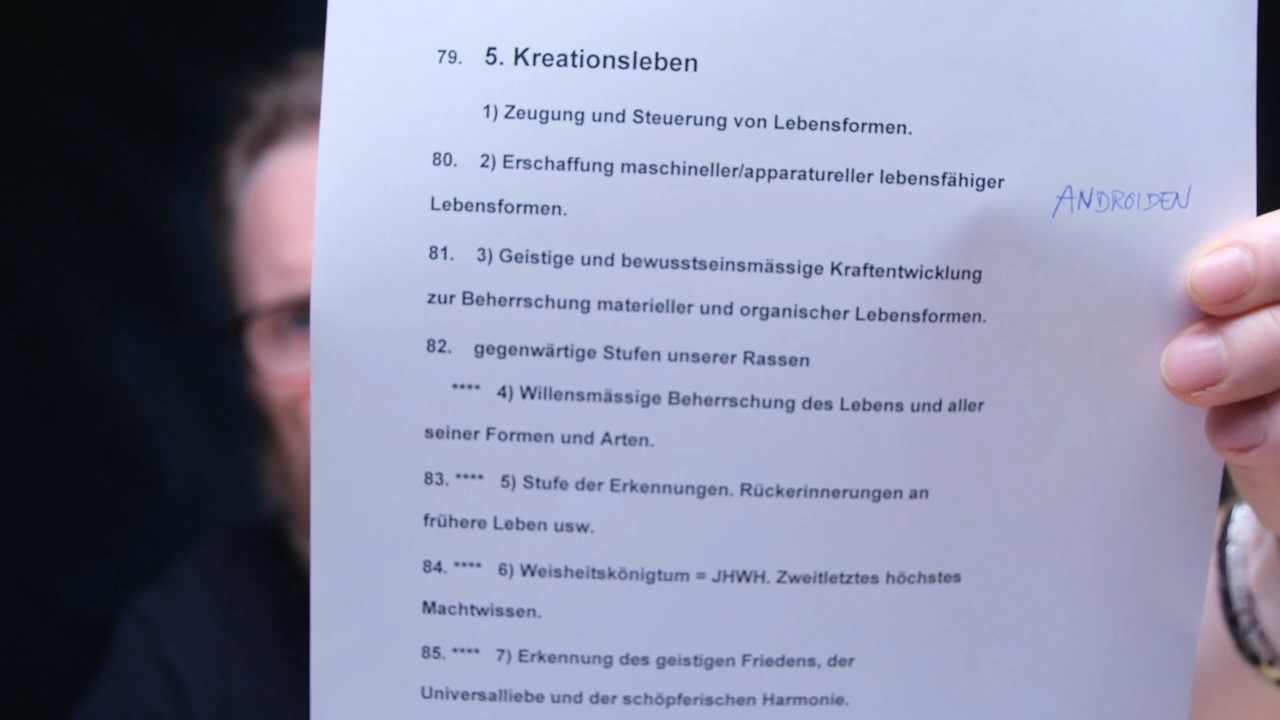 79. 5. Kreationsleben
1) Zeugung und Steuerung von Lebensformen.
80. 2) Erschaffung maschineller/apparatureller lebensfähiger
ANDROIDEN
Lebensformen.
81. 3) Geistige und bewusstseinsmässige Kraftentwicklung
zur Beherrschung materieller und organischer Lebensformen.
82. gegenwärtige Stufen unserer Rassen
**** 4) Willensmässige Beherrschung des Lebens und aller
seiner Formen und Arten.
83. **** 5) Stufe der Erkennungen. Rückerinnerungen an
frühere Leben usw.
84. **** 6) Weisheitskönigtum = JHWH. Zweitletztes höchstes
Machtwissen.
85. **** 7) Erkennung des geistigen Friedens, der
Universalliebe und der schöpferischen Harmonie.